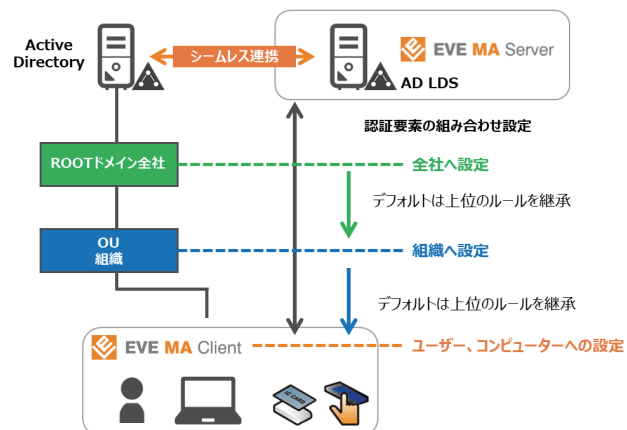 Active
Directory
シームレス連携
EVE MA Server
AD LDS
認証要素の組み合わせ設定
ROOTドメイン全社
全社へ設定
デフォルトは上位のルールを継承
OU
組織
組織へ設定
デフォルトは上位のルールを継承
EVE MA Client
ユーザー、コンピューターへの設定
IC CARD